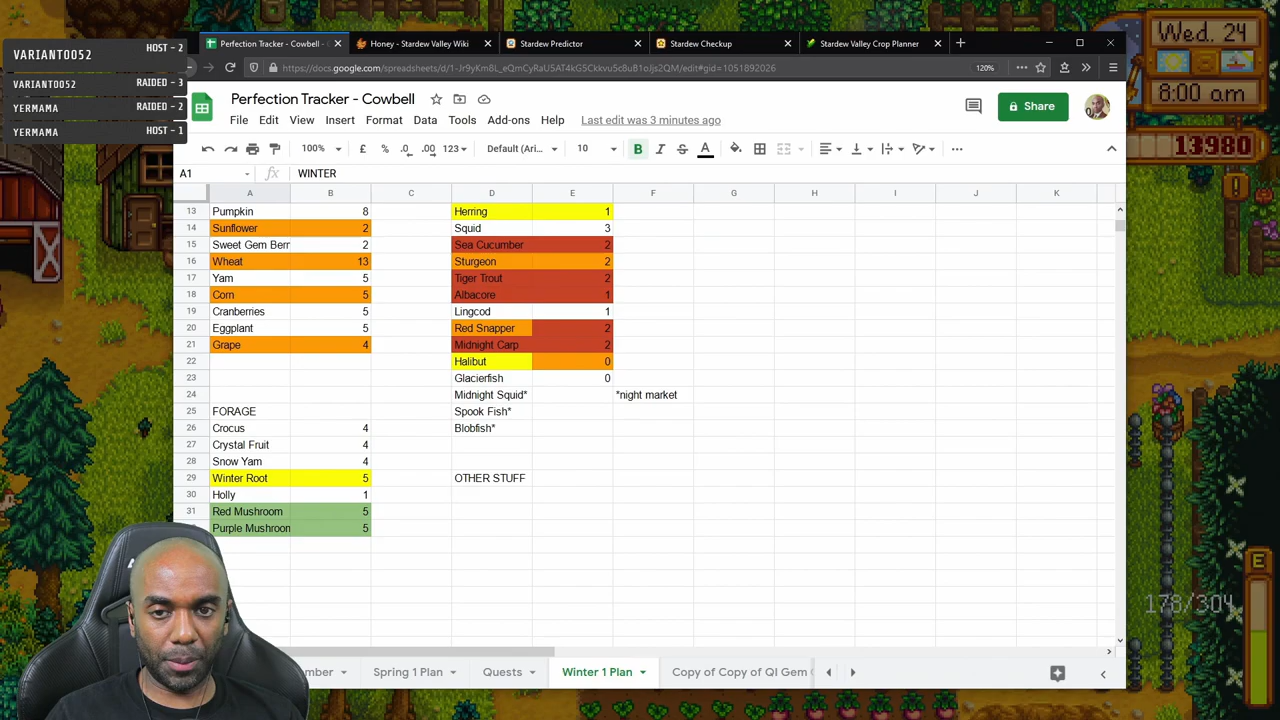 VARIANT0052 HOST - 2
VARIANT0052 RAIDED - 3
YERMAMA RAIDED - 2
YERMAMA HOST - 1
Perfection Tracker - Cowbell -
Honey - Stardew Valley Wiki
Stardew Predictor
Stardew Checkup
Stardew Valley Crop Planner
120%
Perfection Tracker - Cowbell
File Edit View Insert Format Data Tools Add-ons Help Last edit was 3 minutes ago
Share
100% £ % .0 .00 123 Default (Ari... 10 B I S A
A1 fx WINTER
A B C D E F G H I J K
13 Pumpkin 8 Herring 1
14 Sunflower 2 Squid 3
15 Sweet Gem Berr 2 Sea Cucumber 2
16 Wheat 13 Sturgeon 2
17 Yam 5 Tiger Trout 2
18 Corn 5 Albacore 1
19 Cranberries 5 Lingcod 1
20 Eggplant 5 Red Snapper 2
21 Grape 4 Midnight Carp 2
22 Halibut 0
23 Glacierfish 0
24 Midnight Squid* *night market
25 FORAGE Spook Fish*
26 Crocus 4 Blobfish*
27 Crystal Fruit 4
28 Snow Yam 4
29 Winter Root 5 OTHER STUFF
30 Holly 1
31 Red Mushroom 5
Purple Mushroom 5
mber Spring 1 Plan Quests Winter 1 Plan Copy of Copy of QI Gem
Wed. 24
8:00 am
13980
178/304
E